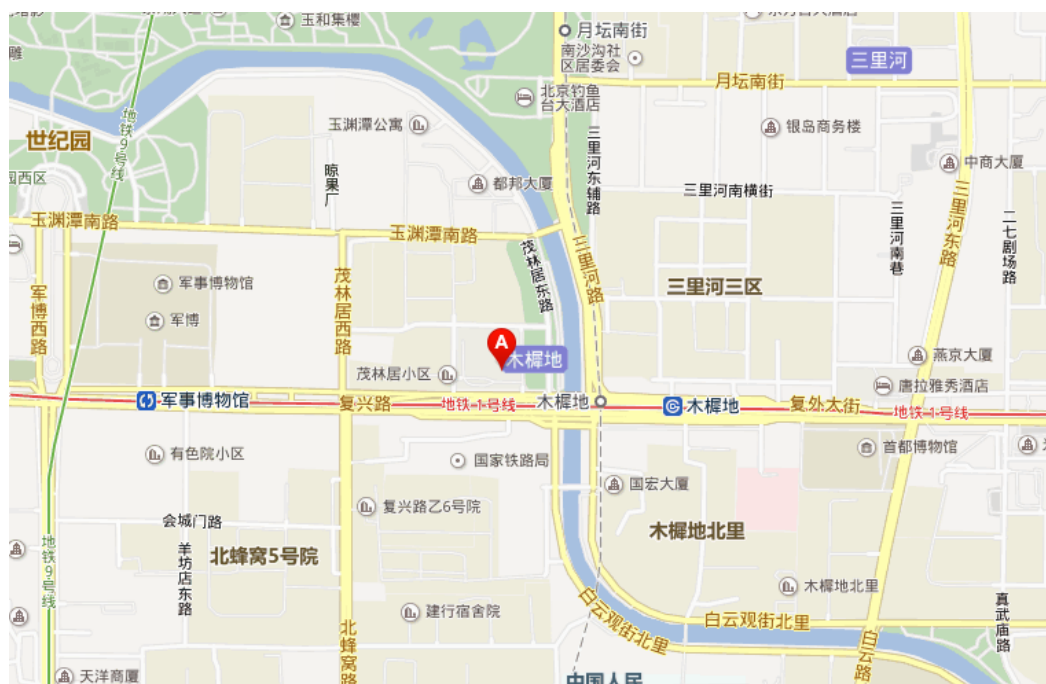 玉和集樱
月坛南街
南沙沟社
区居委会
三里河
月坛南街
雕
北京钓鱼
台大酒店
地铁9号线
玉渊潭公寓
三里河东辅路
银岛商务楼
世纪园
园西区
晾果厂
中商大厦
都邦大厦
三里河南横街
三里河东路
三里河南巷
二七剧场路
玉渊潭南路
玉渊潭南路
茂林居东路
三里河路
军事博物馆
茂林居西路
三里河三区
军博西路
军博
A
木樨地
燕京大厦
茂林居小区
唐拉雅秀酒店
军事博物馆
复兴路
地铁1号线
木樨地
木樨地
复外大街
地铁1号线
有色院小区
国家铁路局
首都博物馆
国宏大厦
复兴路乙6号院
会城门路
木樨地北里
地铁9号线
羊坊店东路
北蜂窝5号院
木樨地北里
白云观街北里
白云观街北里
真武庙路
建行宿舍院
北蜂窝路
白云路
天洋商厦
中国人民